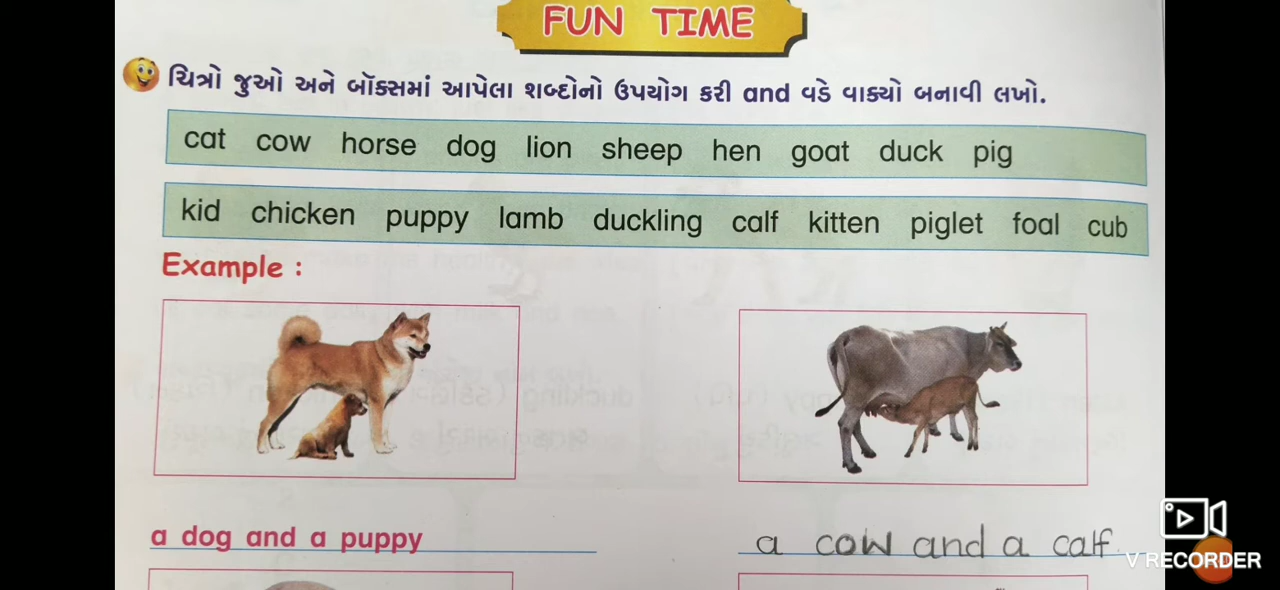 FUN TIME
ચિત્રો જુઓ અને બૉક્સમાં આપેલા શબ્દોનો ઉપયોગ કરી and વડે વાક્યો બનાવી લખો.
cat cow horse dog lion sheep hen goat duck pig
kid chicken puppy lamb duckling calf kitten piglet foal cub
Example :
a dog and a puppy
a cow and a calf
V RECORDER